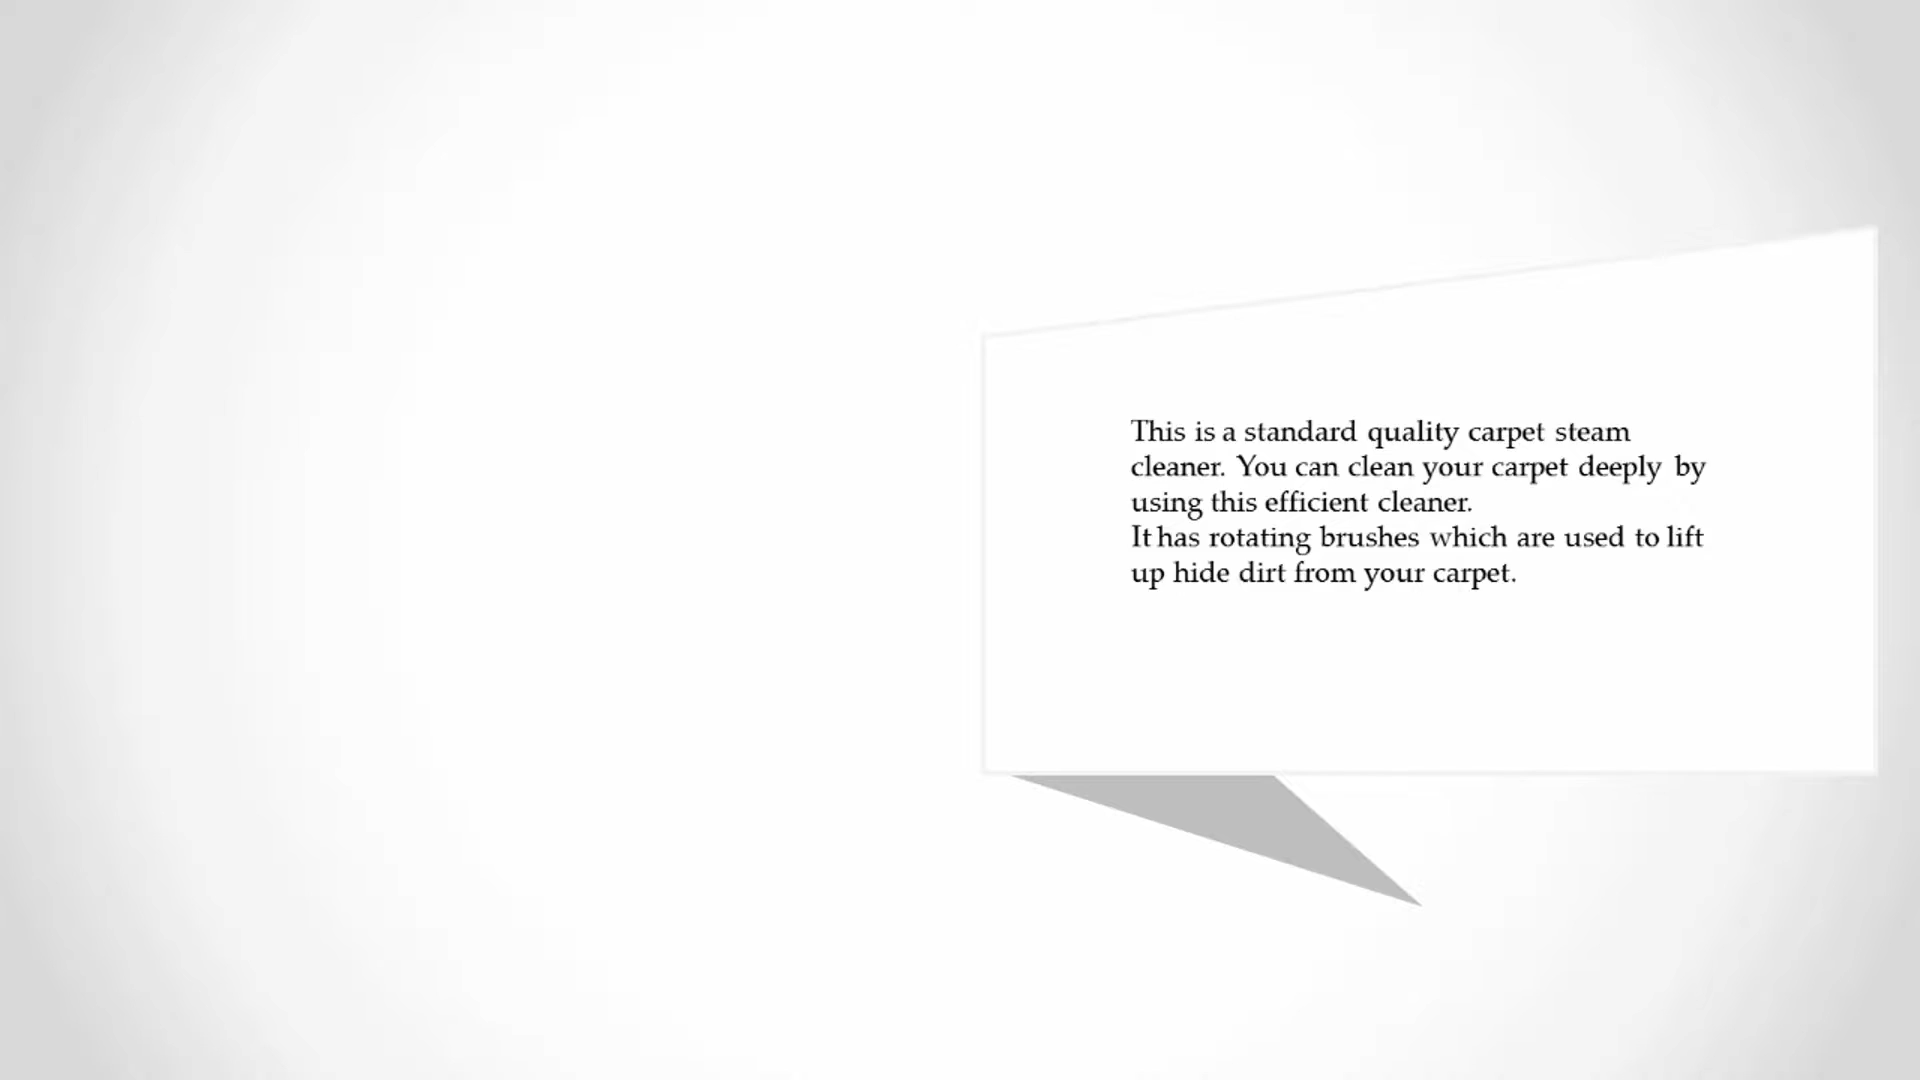 This is a standard quality carpet steam
cleaner. You can clean your carpet deeply by
using this efficient cleaner.
It has rotating brushes which are used to lift
up hide dirt from your carpet.